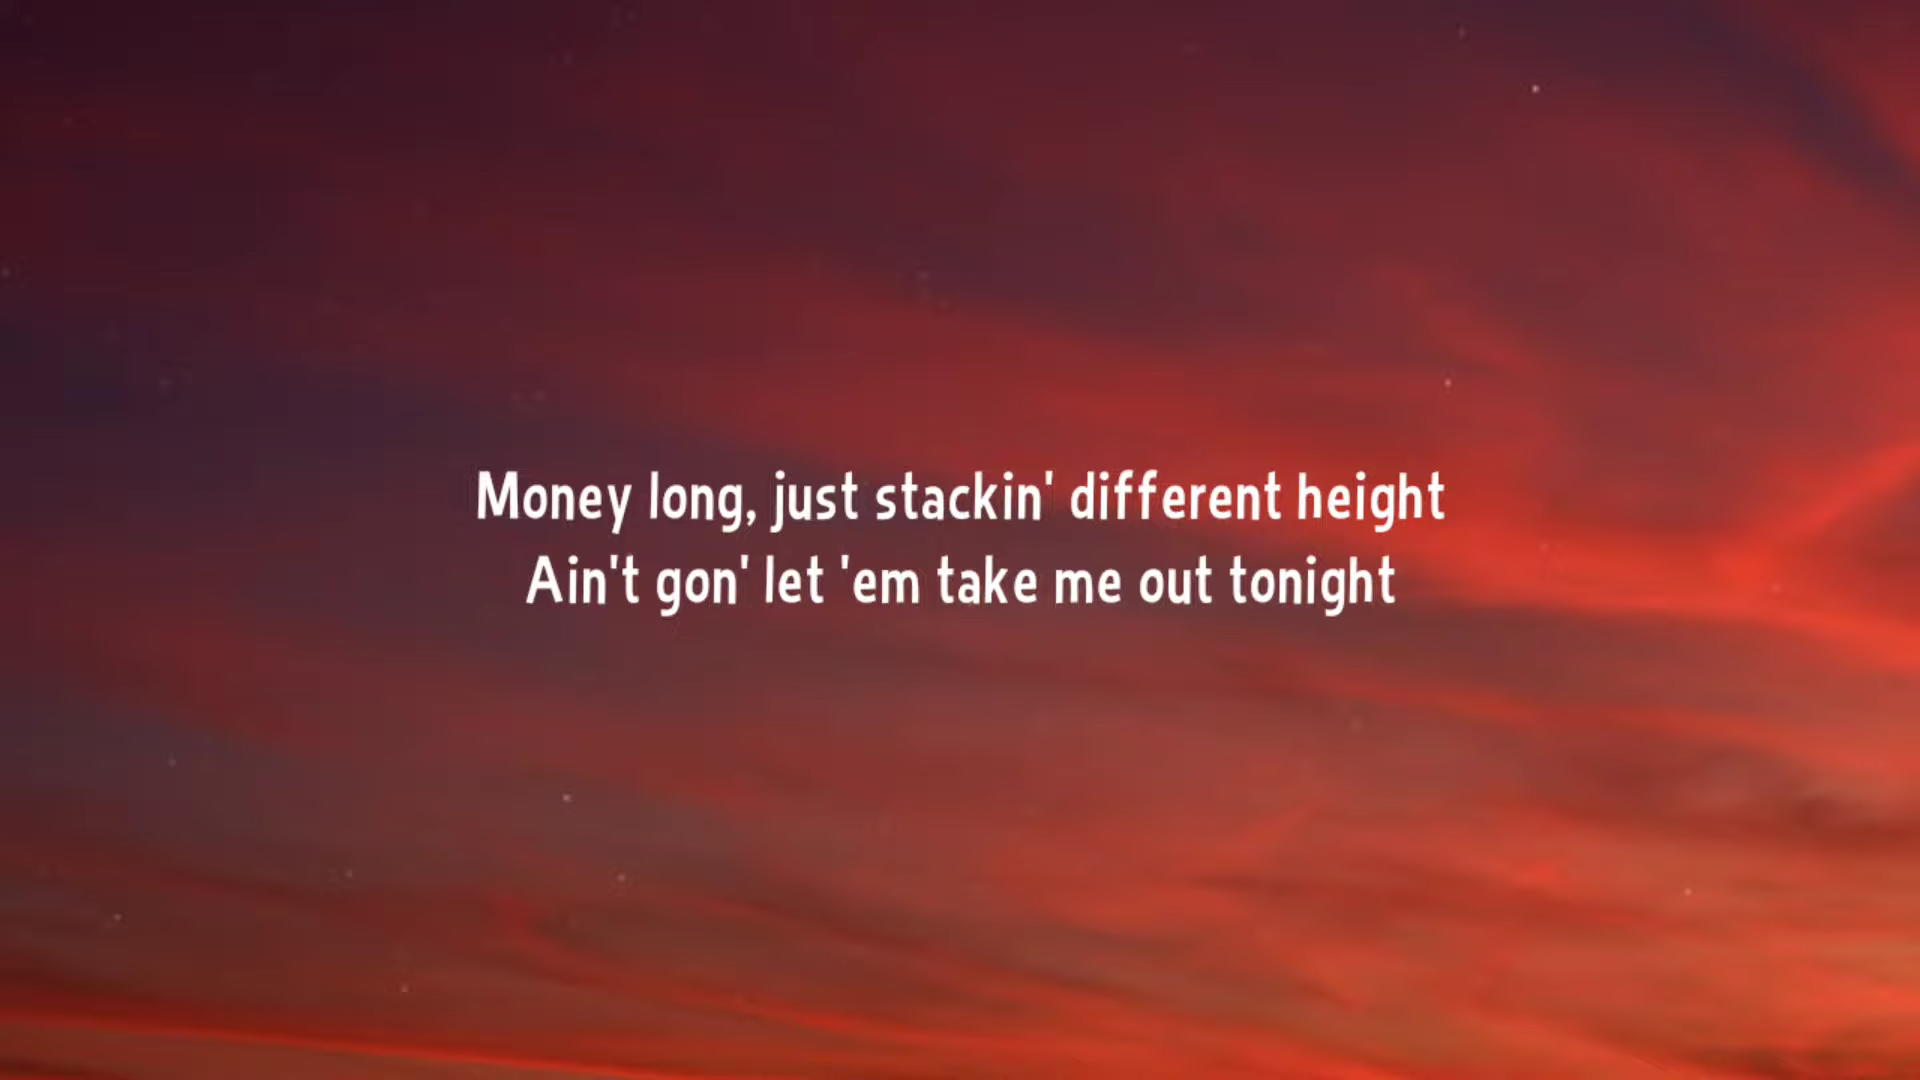 Money long, just stackin' different height
Ain't gon' let 'em take me out tonight